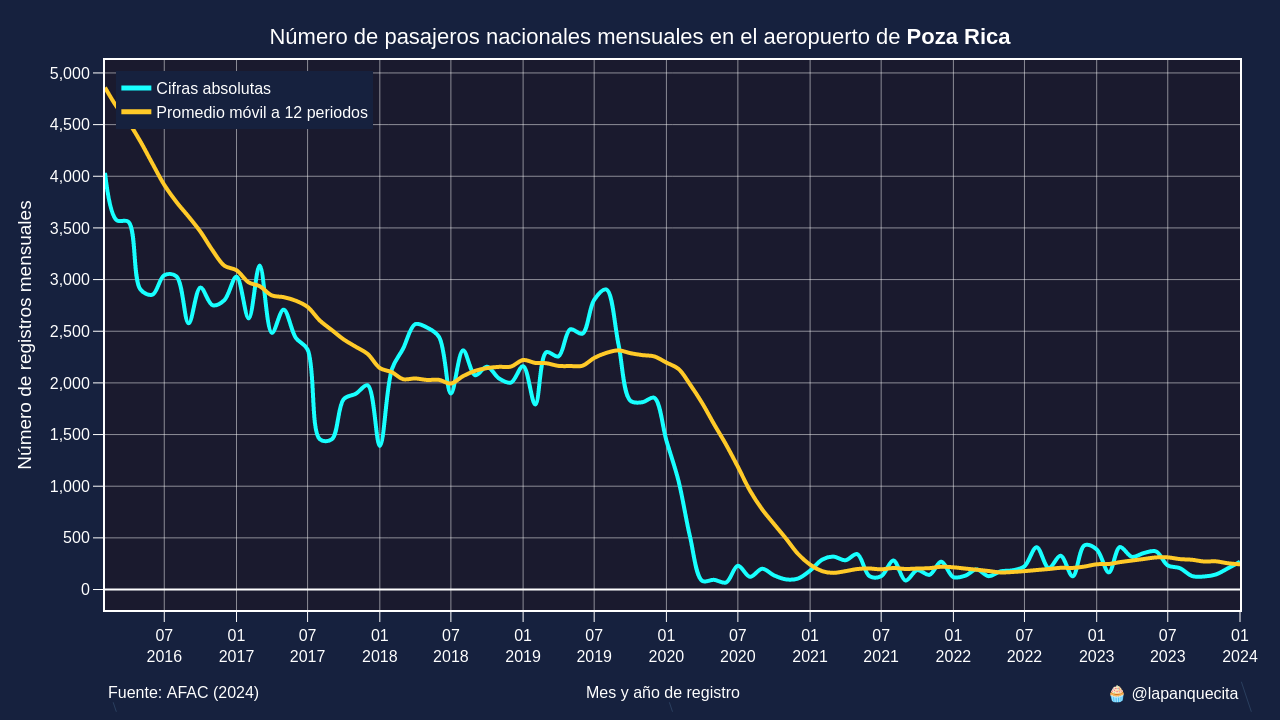 Número de pasajeros nacionales mensuales en el aeropuerto de Poza Rica
Cifras absolutas
Promedio móvil a 12 periodos
Número de registros mensuales
5,000
4,500
4,000
3,500
3,000
2,500
2,000
1,500
1,000
500
0
07 01 07 01 07 01 07 01 07 01 07 01 07 01 07 01
2016 2017 2017 2018 2018 2019 2019 2020 2020 2021 2021 2022 2022 2023 2023 2024
Fuente: AFAC (2024)
Mes y año de registro
🧁 @lapanquecita